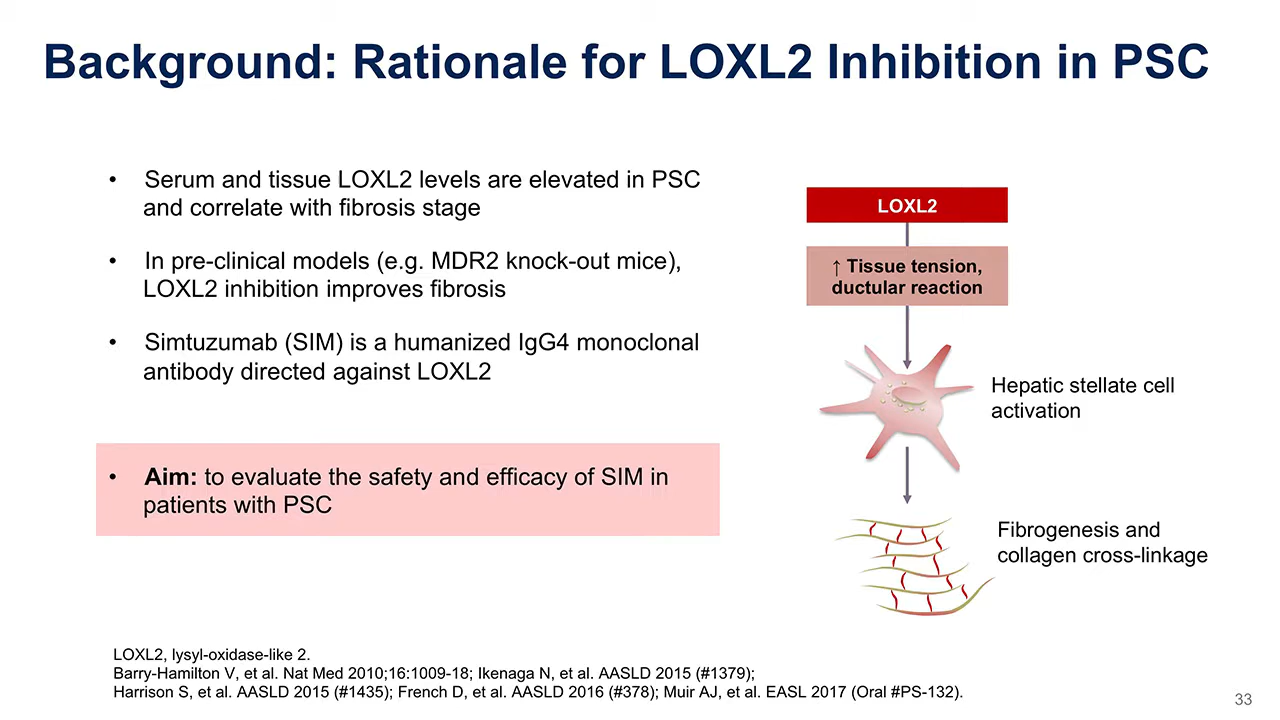 Background: Rationale for LOXL2 Inhibition in PSC
• Serum and tissue LOXL2 levels are elevated in PSC
and correlate with fibrosis stage
• In pre-clinical models (e.g. MDR2 knock-out mice),
LOXL2 inhibition improves fibrosis
• Simtuzumab (SIM) is a humanized IgG4 monoclonal
antibody directed against LOXL2
• Aim: to evaluate the safety and efficacy of SIM in
patients with PSC
LOXL2
↑ Tissue tension,
ductular reaction
Hepatic stellate cell
activation
Fibrogenesis and
collagen cross-linkage
LOXL2, lysyl-oxidase-like 2.
Barry-Hamilton V, et al. Nat Med 2010;16:1009-18; Ikenaga N, et al. AASLD 2015 (#1379);
Harrison S, et al. AASLD 2015 (#1435); French D, et al. AASLD 2016 (#378); Muir AJ, et al. EASL 2017 (Oral #PS-132).
33